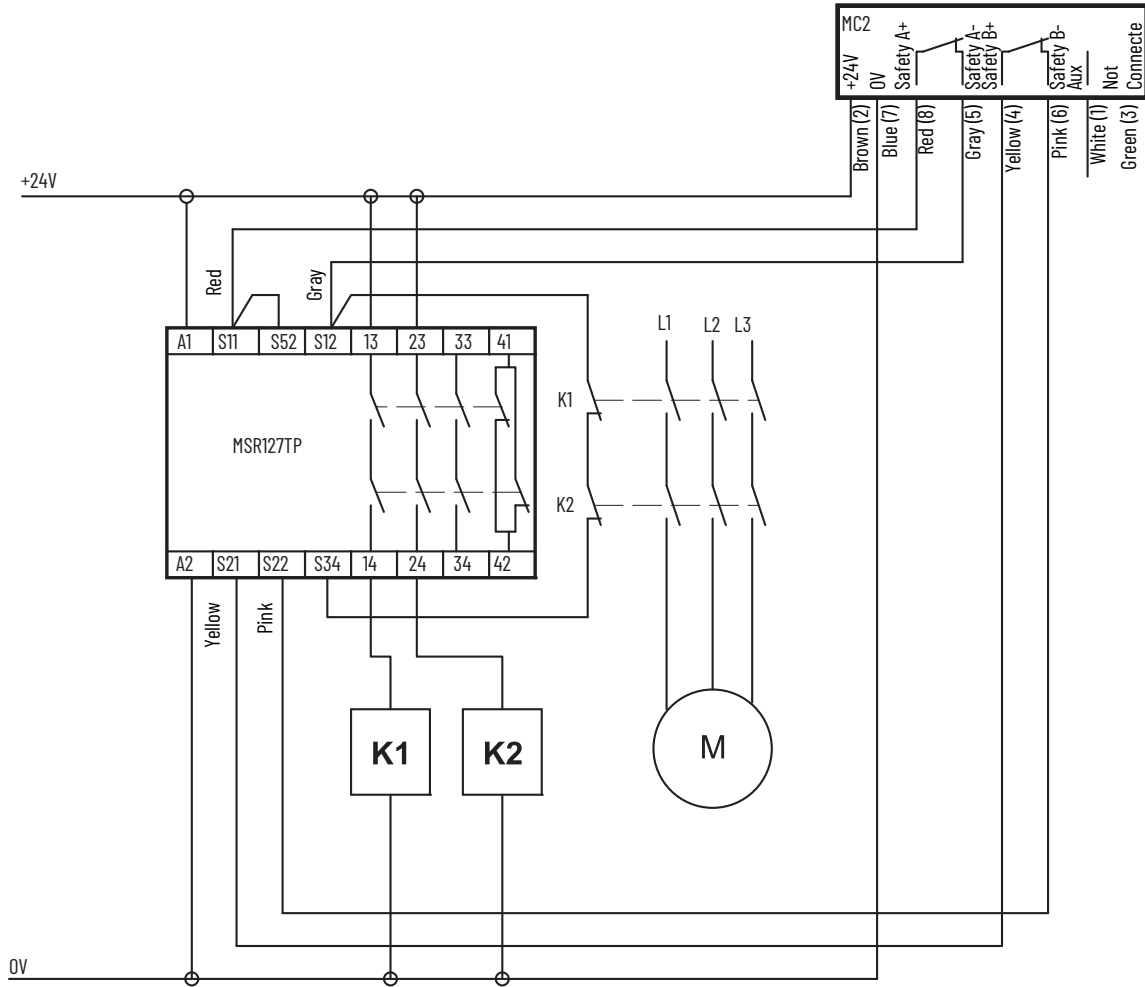 MC2
+24V
0V
Safety A+
Safety A-
Safety B+
Safety B-
Aux
Not
Connecte
Brown (2)
Blue (7)
Red (8)
Gray (5)
Yellow (4)
Pink (6)
White (1)
Green (3)
+24V
Red
Gray
L1 L2 L3
A1 S11 S52 S12 13 23 33 41
K1
MSR127TP
K2
A2 S21 S22 S34 14 24 34 42
Yellow
Pink
K1 K2 M
0V